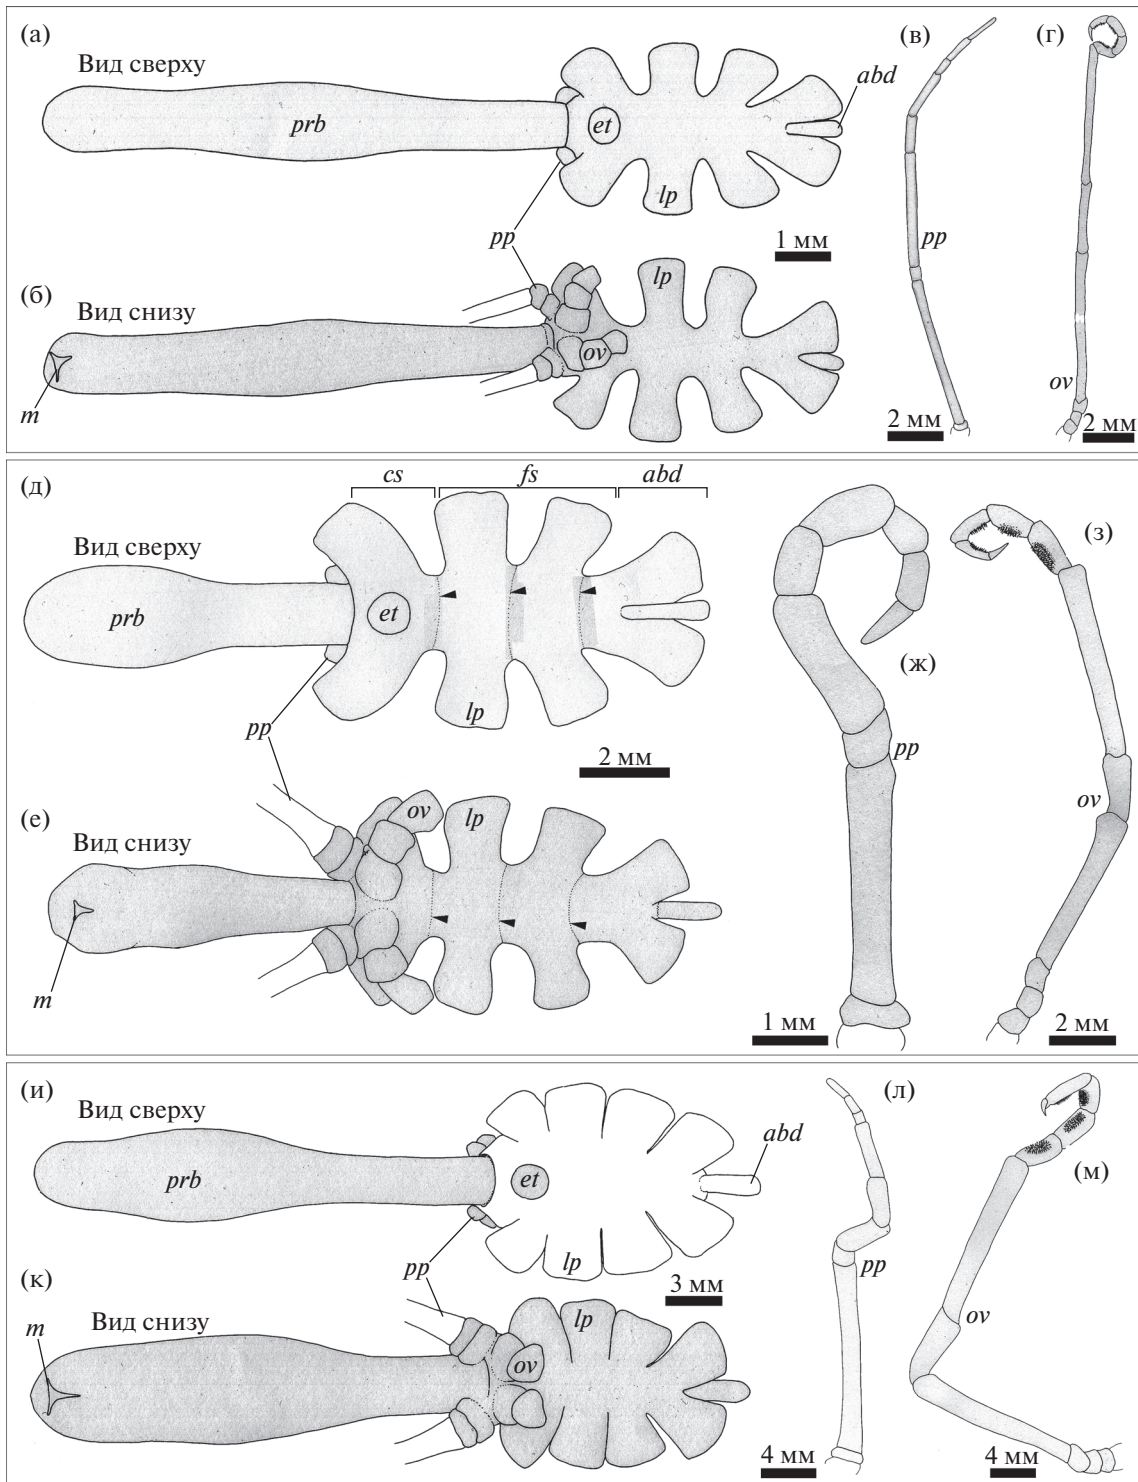 (а)
Вид сверху
prb
et
lp
abd
pp
1 мм
(б)
Вид снизу
lp
ov
m
(в)
pp
2 мм
(г)
ov
2 мм
(д)
cs
fs
abd
Вид сверху
prb
et
lp
pp
2 мм
(е)
Вид снизу
ov
lp
m
(ж)
pp
1 мм
(з)
ov
2 мм
(и)
Вид сверху
prb
et
lp
abd
pp
3 мм
(к)
Вид снизу
m
lp
ov
(л)
pp
4 мм
(м)
ov
4 мм